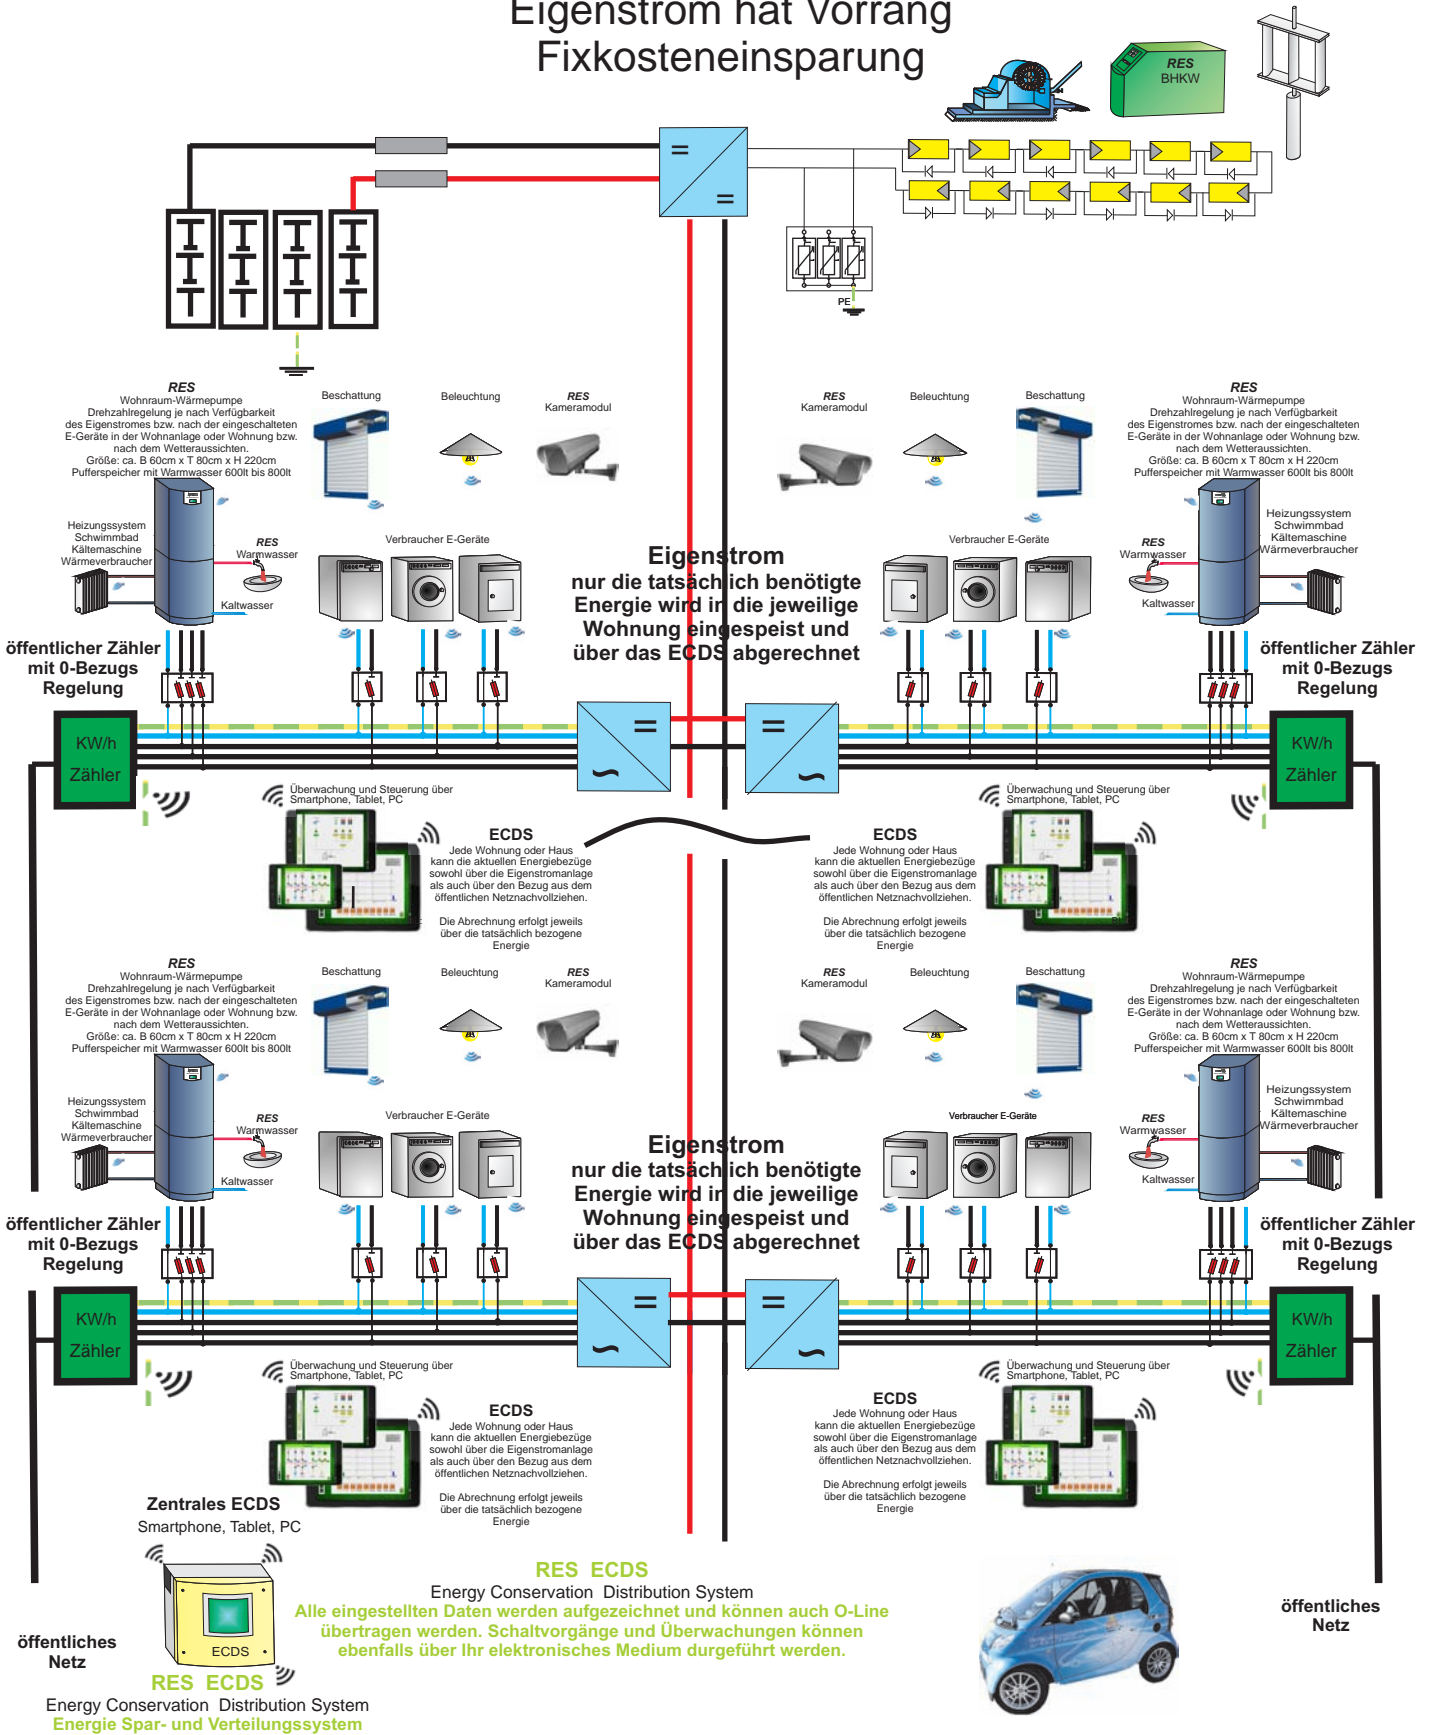 Eigenstrom hat Vorrang
Fixkosteneinsparung
RES
BHKW
PE
RES
Wohnraum-Wärmepumpe
Drehzahlregelung je nach Verfügbarkeit
des Eigenstromes bzw. nach der eingeschalteten
E-Geräte in der Wohnanlage oder Wohnung bzw.
nach dem Wetteraussichten.
Größe: ca. B 60cm x T 80cm x H 220cm
Pufferspeicher mit Warmwasser 600lt bis 800lt
Beschattung
Beleuchtung
RES
Kameramodul
RES
Kameramodul
Beleuchtung
Beschattung
RES
Wohnraum-Wärmepumpe
Drehzahlregelung je nach Verfügbarkeit
des Eigenstromes bzw. nach der eingeschalteten
E-Geräte in der Wohnanlage oder Wohnung bzw.
nach dem Wetteraussichten.
Größe: ca. B 60cm x T 80cm x H 220cm
Pufferspeicher mit Warmwasser 600lt bis 800lt
Heizungssystem
Schwimmbad
Kältemaschine
Wärmeverbraucher
RES
Warmwasser
Kaltwasser
Verbraucher E-Geräte
Eigenstrom
nur die tatsächlich benötigte
Energie wird in die jeweilige
Wohnung eingespeist und
über das ECDS abgerechnet
Verbraucher E-Geräte
RES
Warmwasser
Kaltwasser
Heizungssystem
Schwimmbad
Kältemaschine
Wärmeverbraucher
öffentlicher Zähler
mit 0-Bezugs
Regelung
öffentlicher Zähler
mit 0-Bezugs
Regelung
KW/h
Zähler
KW/h
Zähler
Überwachung und Steuerung über
Smartphone, Tablet, PC
ECDS
Jede Wohnung oder Haus
kann die aktuellen Energiebezüge
sowohl über die Eigenstromanlage
als auch über den Bezug aus dem
öffentlichen Netznachvollziehen.
Die Abrechnung erfolgt jeweils
über die tatsächlich bezogene
Energie
Überwachung und Steuerung über
Smartphone, Tablet, PC
ECDS
Jede Wohnung oder Haus
kann die aktuellen Energiebezüge
sowohl über die Eigenstromanlage
als auch über den Bezug aus dem
öffentlichen Netznachvollziehen.
Die Abrechnung erfolgt jeweils
über die tatsächlich bezogene
Energie
RES
Wohnraum-Wärmepumpe
Drehzahlregelung je nach Verfügbarkeit
des Eigenstromes bzw. nach der eingeschalteten
E-Geräte in der Wohnanlage oder Wohnung bzw.
nach dem Wetteraussichten.
Größe: ca. B 60cm x T 80cm x H 220cm
Pufferspeicher mit Warmwasser 600lt bis 800lt
Beschattung
Beleuchtung
RES
Kameramodul
RES
Kameramodul
Beleuchtung
Beschattung
RES
Wohnraum-Wärmepumpe
Drehzahlregelung je nach Verfügbarkeit
des Eigenstromes bzw. nach der eingeschalteten
E-Geräte in der Wohnanlage oder Wohnung bzw.
nach dem Wetteraussichten.
Größe: ca. B 60cm x T 80cm x H 220cm
Pufferspeicher mit Warmwasser 600lt bis 800lt
Heizungssystem
Schwimmbad
Kältemaschine
Wärmeverbraucher
RES
Warmwasser
Kaltwasser
Verbraucher E-Geräte
Eigenstrom
nur die tatsächlich benötigte
Energie wird in die jeweilige
Wohnung eingespeist und
über das ECDS abgerechnet
Verbraucher E-Geräte
RES
Warmwasser
Kaltwasser
Heizungssystem
Schwimmbad
Kältemaschine
Wärmeverbraucher
öffentlicher Zähler
mit 0-Bezugs
Regelung
öffentlicher Zähler
mit 0-Bezugs
Regelung
KW/h
Zähler
KW/h
Zähler
Überwachung und Steuerung über
Smartphone, Tablet, PC
ECDS
Jede Wohnung oder Haus
kann die aktuellen Energiebezüge
sowohl über die Eigenstromanlage
als auch über den Bezug aus dem
öffentlichen Netznachvollziehen.
Die Abrechnung erfolgt jeweils
über die tatsächlich bezogene
Energie
Überwachung und Steuerung über
Smartphone, Tablet, PC
ECDS
Jede Wohnung oder Haus
kann die aktuellen Energiebezüge
sowohl über die Eigenstromanlage
als auch über den Bezug aus dem
öffentlichen Netznachvollziehen.
Die Abrechnung erfolgt jeweils
über die tatsächlich bezogene
Energie
Zentrales ECDS
Smartphone, Tablet, PC
ECDS
RES ECDS
Energy Conservation Distribution System
Energie Spar- und Verteilungssystem
RES ECDS
Energy Conservation Distribution System
Alle eingestellten Daten werden aufgezeichnet und können auch O-Line
übertragen werden. Schaltvorgänge und Überwachungen können
ebenfalls über Ihr elektronisches Medium durgeführt werden.
öffentliches
Netz
öffentliches
Netz